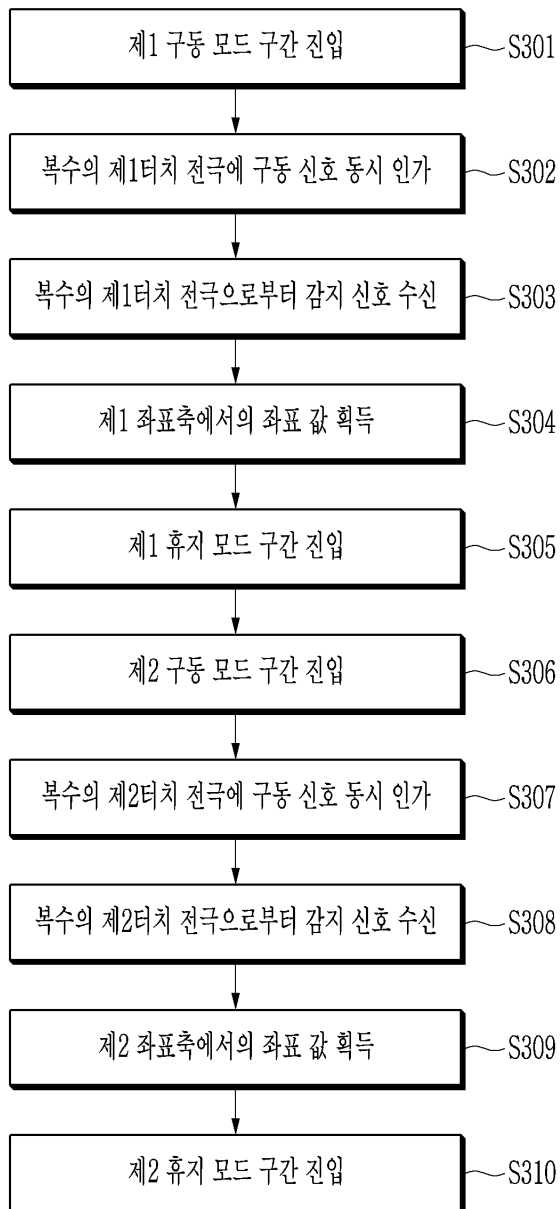 제1 구동 모드 구간 진입 S301
복수의 제1터치 전극에 구동 신호 동시 인가 S302
복수의 제1터치 전극으로부터 감지 신호 수신 S303
제1 좌표축에서의 좌표 값 획득 S304
제1 휴지 모드 구간 진입 S305
제2 구동 모드 구간 진입 S306
복수의 제2터치 전극에 구동 신호 동시 인가 S307
복수의 제2터치 전극으로부터 감지 신호 수신 S308
제2 좌표축에서의 좌표 값 획득 S309
제2 휴지 모드 구간 진입 S310